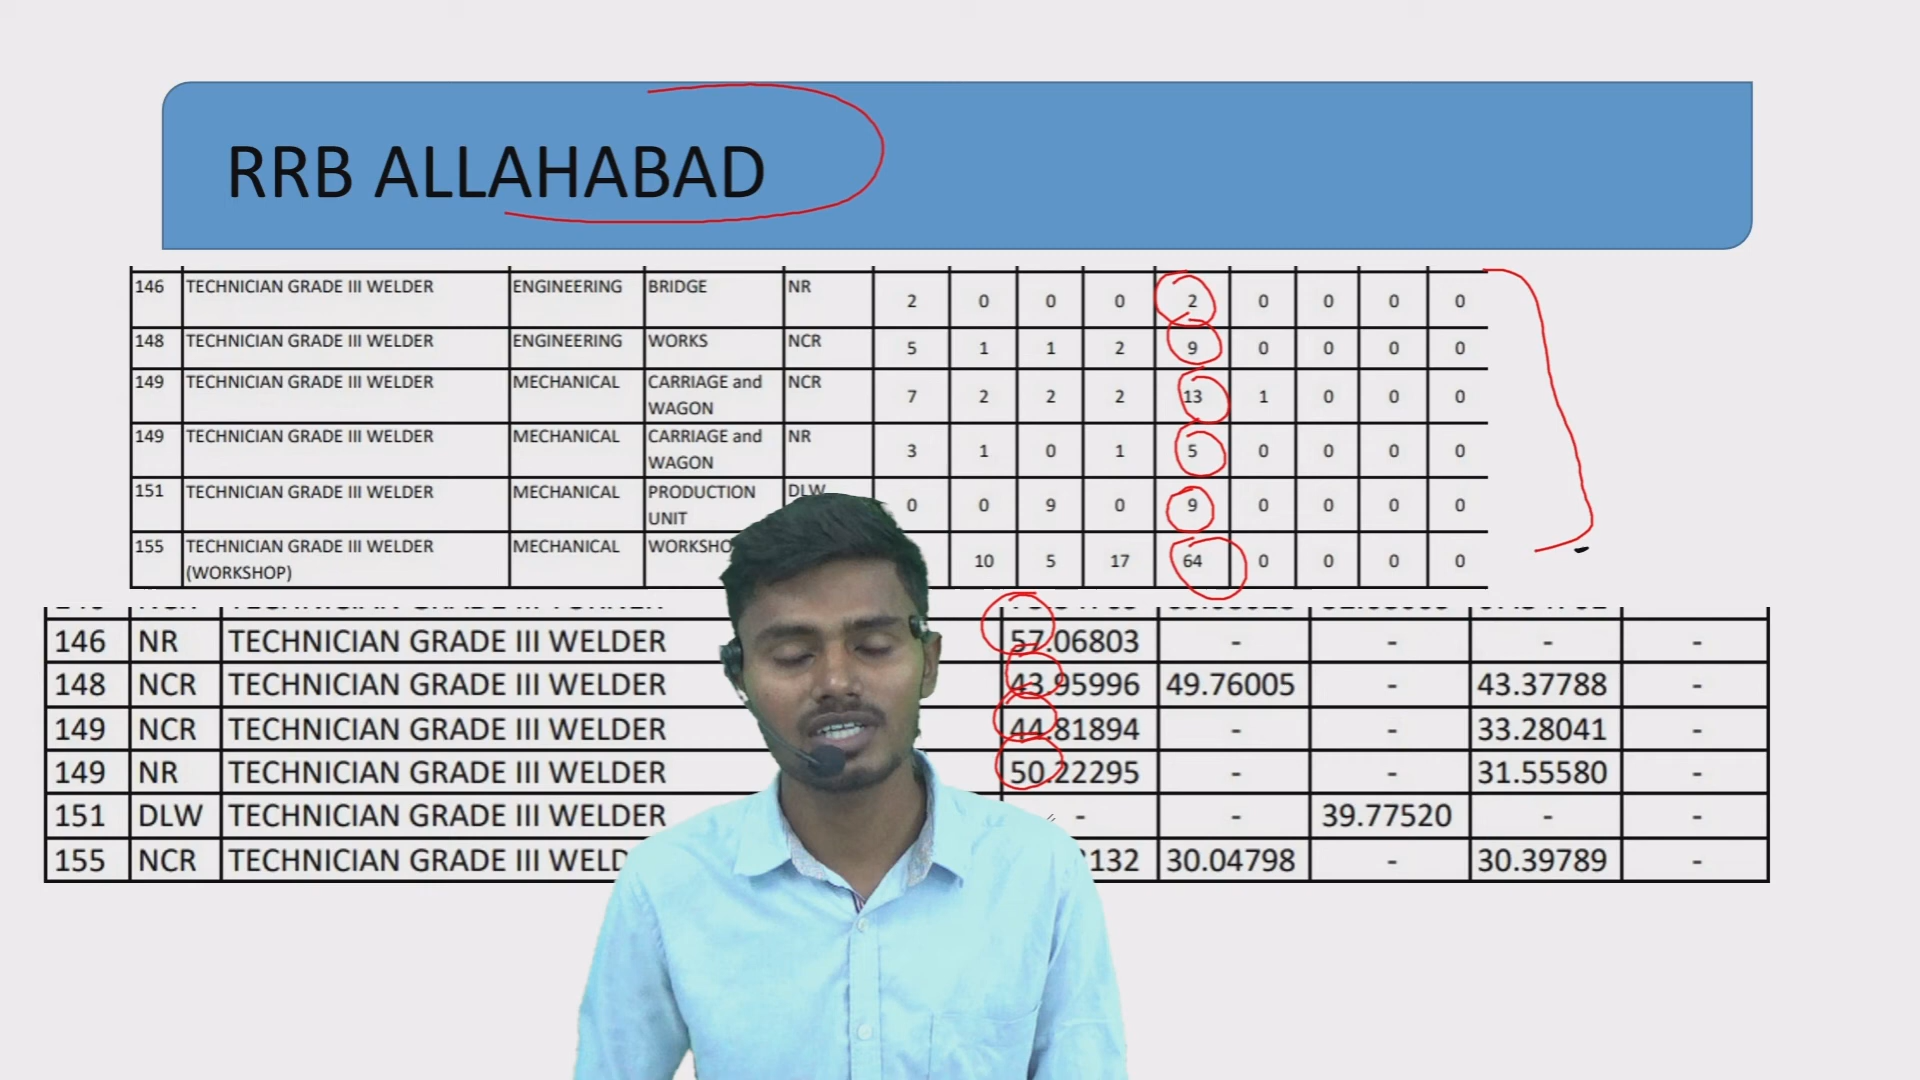 RRB ALLAHABAD
146 TECHNICIAN GRADE III WELDER ENGINEERING BRIDGE NR 2 0 0 0 2 0 0 0 0
148 TECHNICIAN GRADE III WELDER ENGINEERING WORKS NCR 5 1 1 2 9 0 0 0 0
149 TECHNICIAN GRADE III WELDER MECHANICAL CARRIAGE and NCR 7 2 2 2 13 1 0 0 0
WAGON
149 TECHNICIAN GRADE III WELDER MECHANICAL CARRIAGE and NR 3 1 0 1 5 0 0 0 0
WAGON
151 TECHNICIAN GRADE III WELDER MECHANICAL PRODUCTION DLW 0 0 9 0 9 0 0 0 0
UNIT
155 TECHNICIAN GRADE III WELDER MECHANICAL 10 5 17 64 0 0 0 0
(WORKSHOP)
146 NR TECHNICIAN GRADE III WELDER 57.06803 - - - -
148 NCR TECHNICIAN GRADE III WELDER 43.95996 49.76005 - 43.37788 -
149 NCR TECHNICIAN GRADE III WELDER 44.81894 - - 33.28041 -
149 NR TECHNICIAN GRADE III WELDER 50.22295 - - 31.55580 -
151 DLW TECHNICIAN GRADE III WELDER - - 39.77520 - -
155 NCR TECHNICIAN GRADE III 30.04798 - 30.39789 -